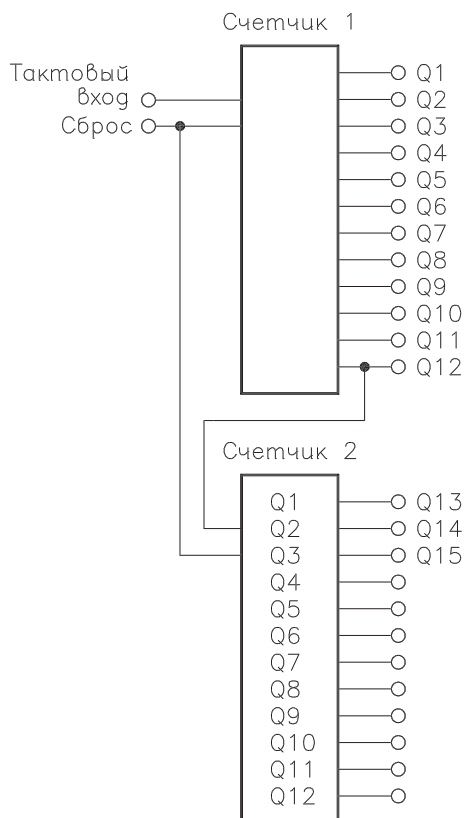 Счетчик 1
Тактовый
вход
Сброс
Q1
Q2
Q3
Q4
Q5
Q6
Q7
Q8
Q9
Q10
Q11
Q12
Счетчик 2
Q1 Q13
Q2 Q14
Q3 Q15
Q4
Q5
Q6
Q7
Q8
Q9
Q10
Q11
Q12